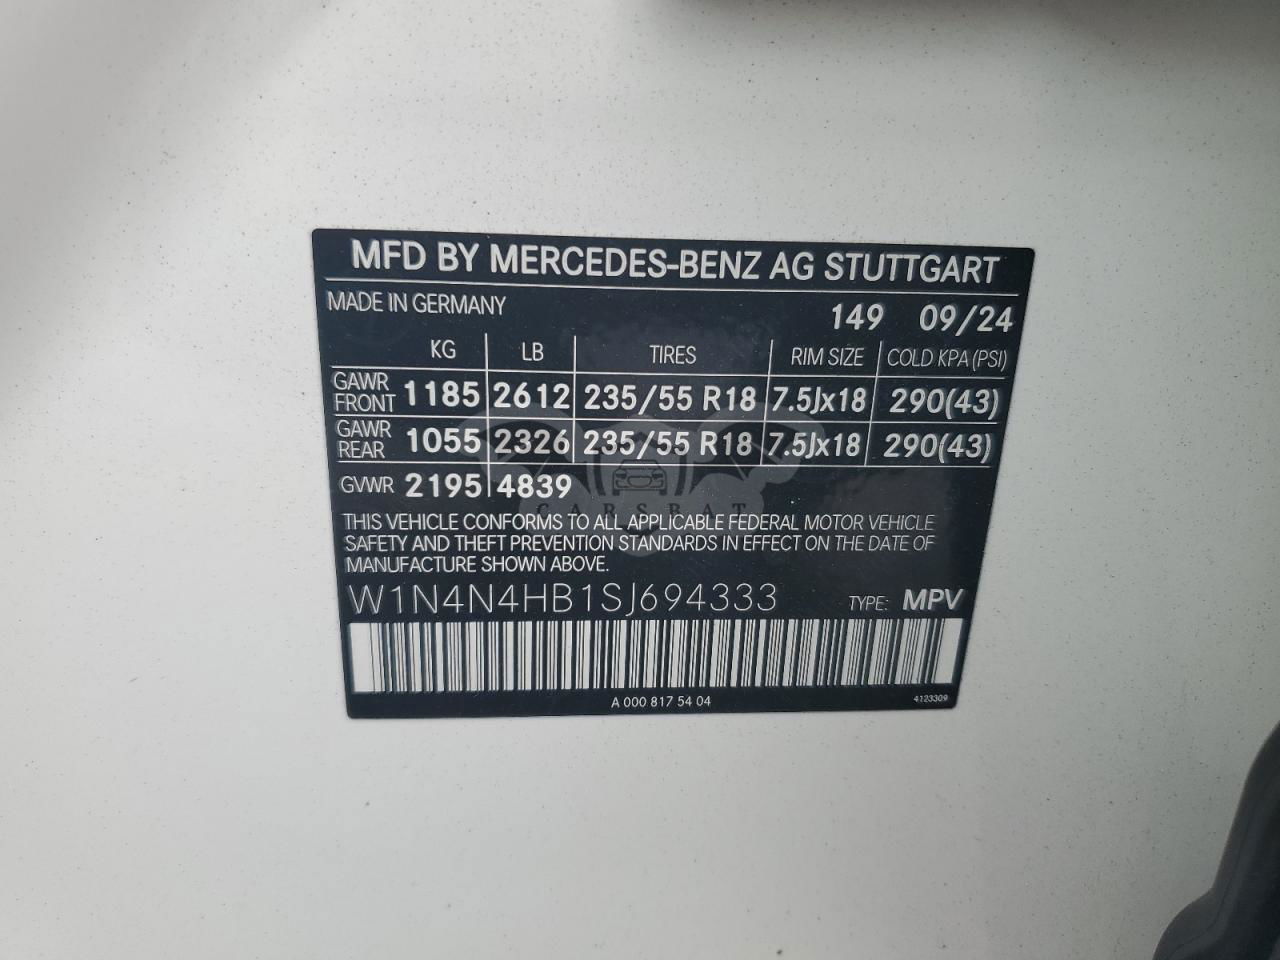 MFD BY MERCEDES-BENZ AG STUTTGART
MADE IN GERMANY 149 09/24
KG LB TIRES RIM SIZE COLD KPA (PSI)
GAWR FRONT 1185 2612 235/55 R18 7.5Jx18 290(43)
GAWR REAR 1055 2326 235/55 R18 7.5Jx18 290(43)
GVWR 2195 4839
CARSBAT
THIS VEHICLE CONFORMS TO ALL APPLICABLE FEDERAL MOTOR VEHICLE
SAFETY AND THEFT PREVENTION STANDARDS IN EFFECT ON THE DATE OF
MANUFACTURE SHOWN ABOVE.
W1N4N4HB1SJ694333 TYPE: MPV
A 000 817 54 04 4123309